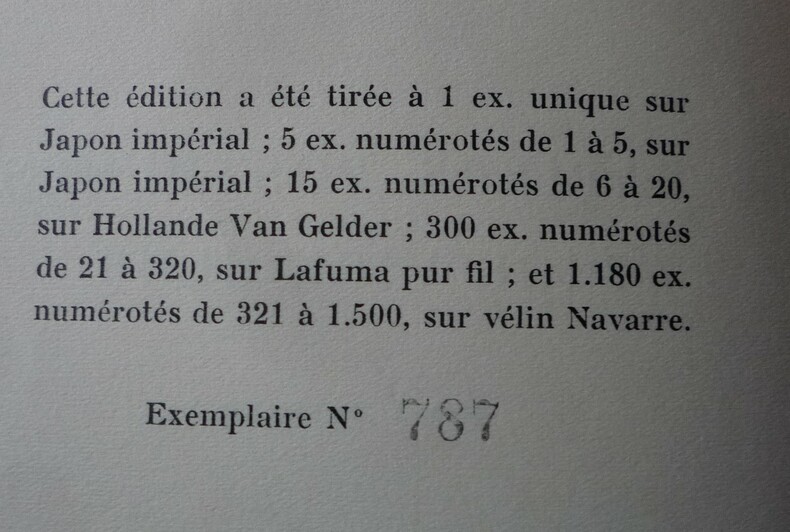 Cette édition a été tirée à 1 ex. unique sur
Japon impérial ; 5 ex. numérotés de 1 à 5, sur
Japon impérial ; 15 ex. numérotés de 6 à 20,
sur Hollande Van Gelder ; 300 ex. numérotés
de 21 à 320, sur Lafuma pur fil ; et 1.180 ex.
numérotés de 321 à 1.500, sur vélin Navarre.
Exemplaire Nº 787